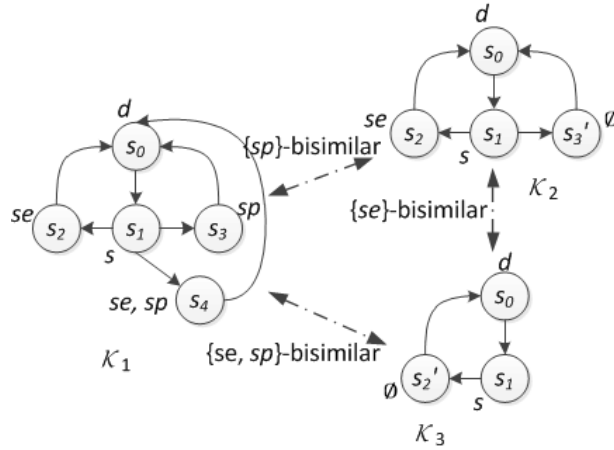 d
s0
se
s2
s1
s3'
∅
s
K2
{sp}-bisimilar
d
s0
se
s2
s1
s3
sp
s
se, sp
s4
K1
{se}-bisimilar
{se, sp}-bisimilar
d
s0
s2'
s1
∅
s
K3